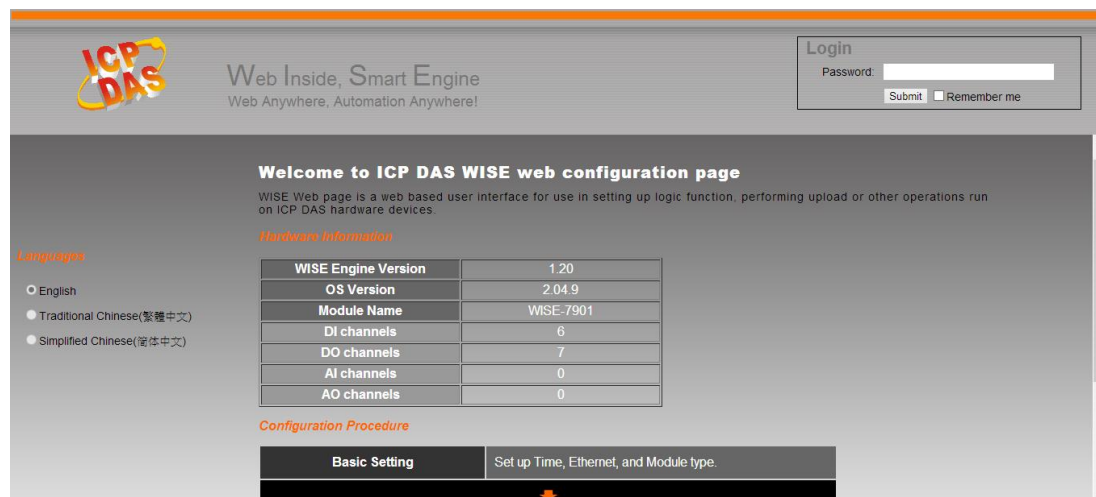 ICP
DAS
Web Inside, Smart Engine
Web Anywhere, Automation Anywhere!
Login
Password:
Submit Remember me
Welcome to ICP DAS WISE web configuration page
WISE Web page is a web based user interface for use in setting up logic function, performing upload or other operations run
on ICP DAS hardware devices.
Hardware Information
WISE Engine Version 1.20
OS Version 2.04.9
Module Name WISE-7901
DI channels 6
DO channels 7
AI channels 0
AO channels 0
Languages
English
Traditional Chinese(繁體中文)
Simplified Chinese(简体中文)
Configuration Procedure
Basic Setting Set up Time, Ethernet, and Module type.